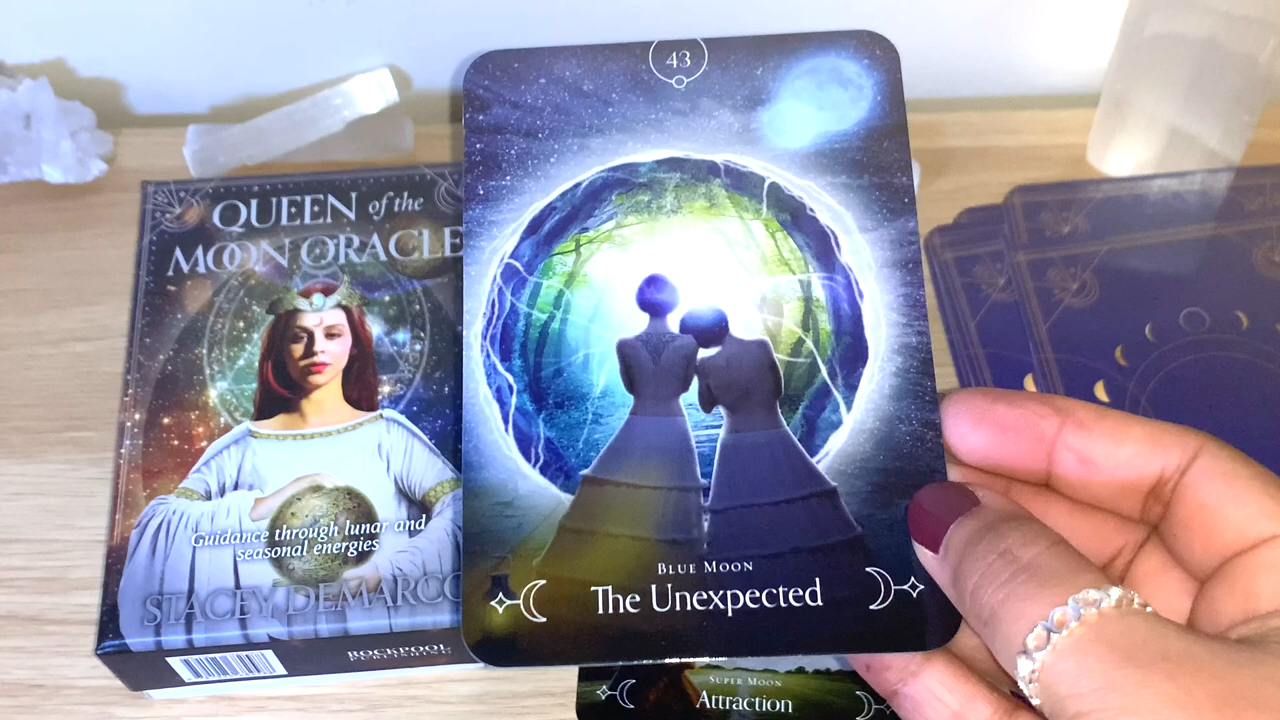 QUEEN of the
MOON ORACLE
Guidance through lunar and
seasonal energies
STACEY DEMARCO
ROCKPOOL
PUBLISHING
43
BLUE MOON
The Unexpected
SUPER MOON
Attraction